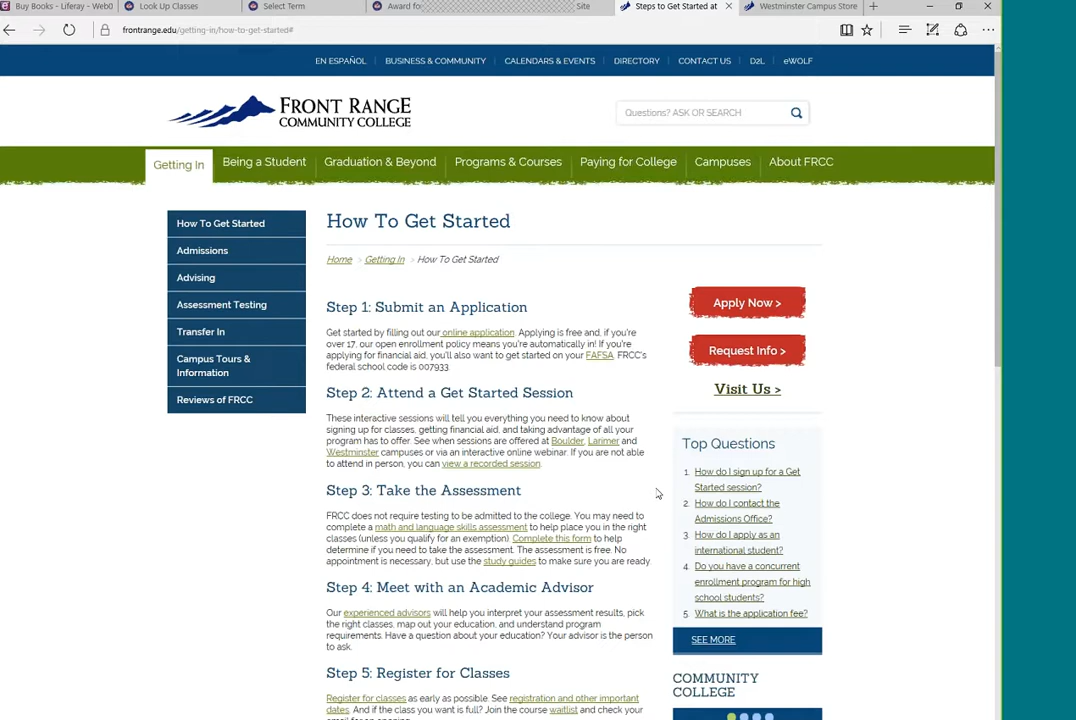 Buy Books - Liferay - Web(
Look Up Classes
Select Term
Award fo
Site
Steps to Get Started at
Westminster Campus Store
frontrange.edu/getting-in/how-to-get-started#
EN ESPAÑOL BUSINESS & COMMUNITY CALENDARS & EVENTS DIRECTORY CONTACT US D2L eWOLF
FRONT RANGE
COMMUNITY COLLEGE
Questions? ASK OR SEARCH
Getting In Being a Student Graduation & Beyond Programs & Courses Paying for College Campuses About FRCC
How To Get Started
Admissions
Advising
Assessment Testing
Transfer In
Campus Tours &
Information
Reviews of FRCC
How To Get Started
Home > Getting In > How To Get Started
Step 1: Submit an Application
Get started by filling out our online application. Applying is free and, if you're
over 17, our open enrollment policy means you're automatically in! If you're
applying for financial aid, you'll also want to get started on your FAFSA. FRCC's
federal school code is 007933.
Step 2: Attend a Get Started Session
These interactive sessions will tell you everything you need to know about
signing up for classes, getting financial aid, and taking advantage of all your
program has to offer. See when sessions are offered at Boulder, Larimer and
Westminster campuses or via an interactive online webinar. If you are not able
to attend in person, you can view a recorded session.
Step 3: Take the Assessment
FRCC does not require testing to be admitted to the college. You may need to
complete a math and language skills assessment to help place you in the right
classes (unless you qualify for an exemption). Complete this form to help
determine if you need to take the assessment. The assessment is free. No
appointment is necessary, but use the study guides to make sure you are ready.
Step 4: Meet with an Academic Advisor
Our experienced advisors will help you interpret your assessment results, pick
the right classes, map out your education, and understand program
requirements. Have a question about your education? Your advisor is the person
to ask.
Step 5: Register for Classes
Register for classes as early as possible. See registration and other important
dates. And if the class you want is full? Join the course waitlist and check your
Apply Now >
Request Info >
Visit Us >
Top Questions
1. How do I sign up for a Get
Started session?
2. How do I contact the
Admissions Office?
3. How do I apply as an
international student?
4. Do you have a concurrent
enrollment program for high
school students?
5. What is the application fee?
SEE MORE
COMMUNITY
COLLEGE